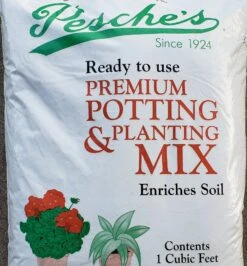 Pesche's
Since 1924
Ready to use
PREMIUM
POTTING
& PLANTING
MIX
Enriches Soil
Contents
1 Cubic Feet